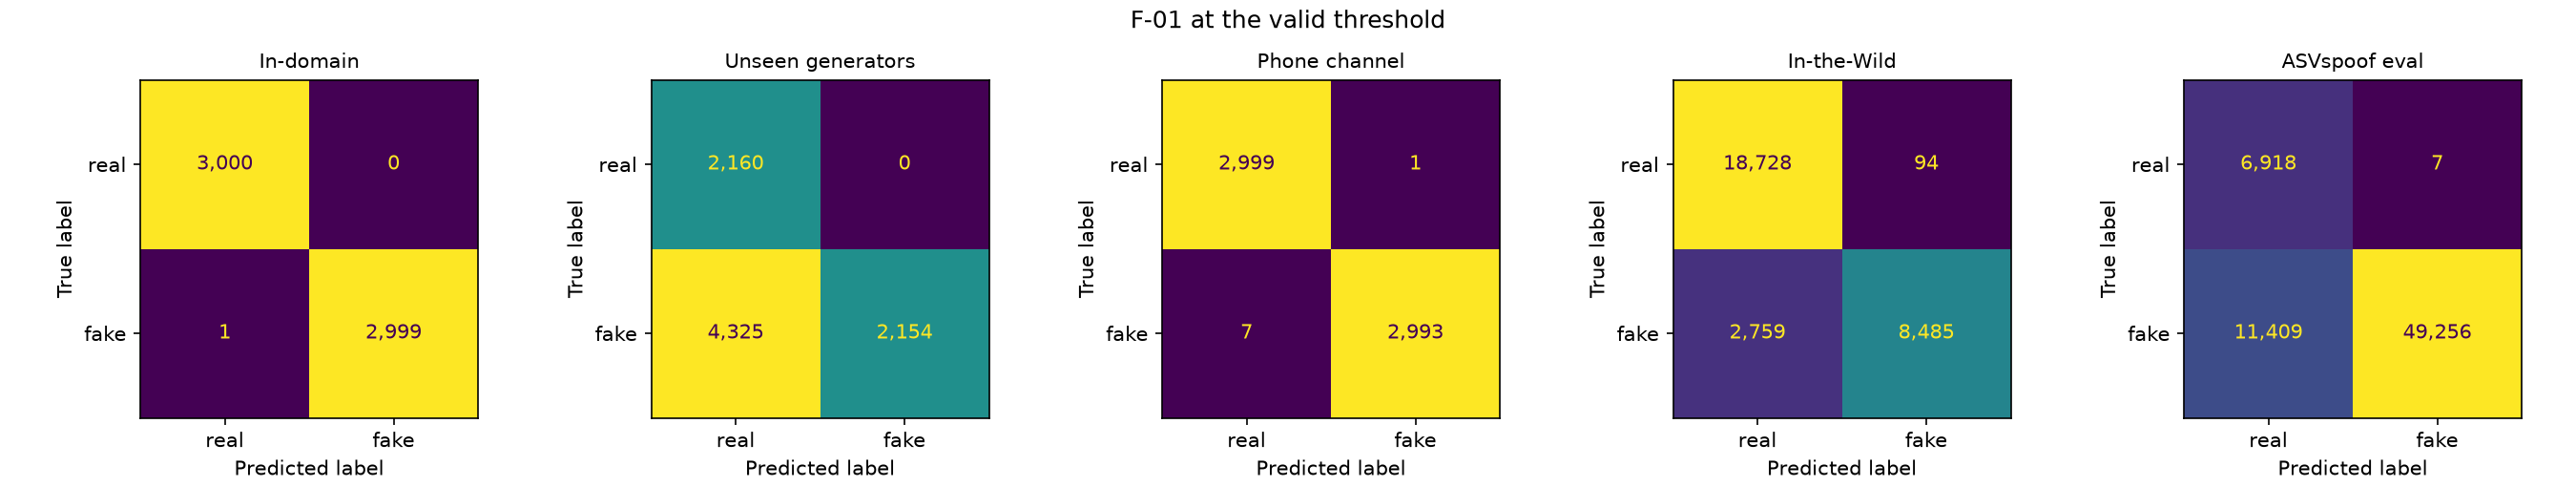 F-01 at the valid threshold
In-domain
True label
real
3,000
0
fake
1
2,999
real
fake
Predicted label
Unseen generators
True label
real
2,160
0
fake
4,325
2,154
real
fake
Predicted label
Phone channel
True label
real
2,999
1
fake
7
2,993
real
fake
Predicted label
In-the-Wild
True label
real
18,728
94
fake
2,759
8,485
real
fake
Predicted label
ASVspoof eval
True label
real
6,918
7
fake
11,409
49,256
real
fake
Predicted label